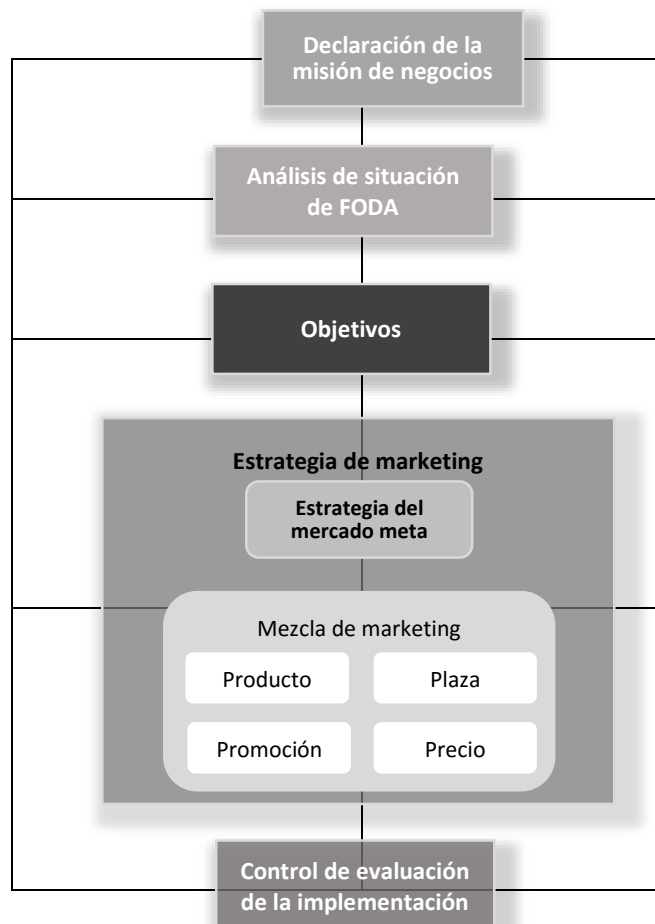 Declaración de la
misión de negocios
Análisis de situación
de FODA
Objetivos
Estrategia de marketing
Estrategia del
mercado meta
Mezcla de marketing
Producto
Plaza
Promoción
Precio
Control de evaluación
de la implementación